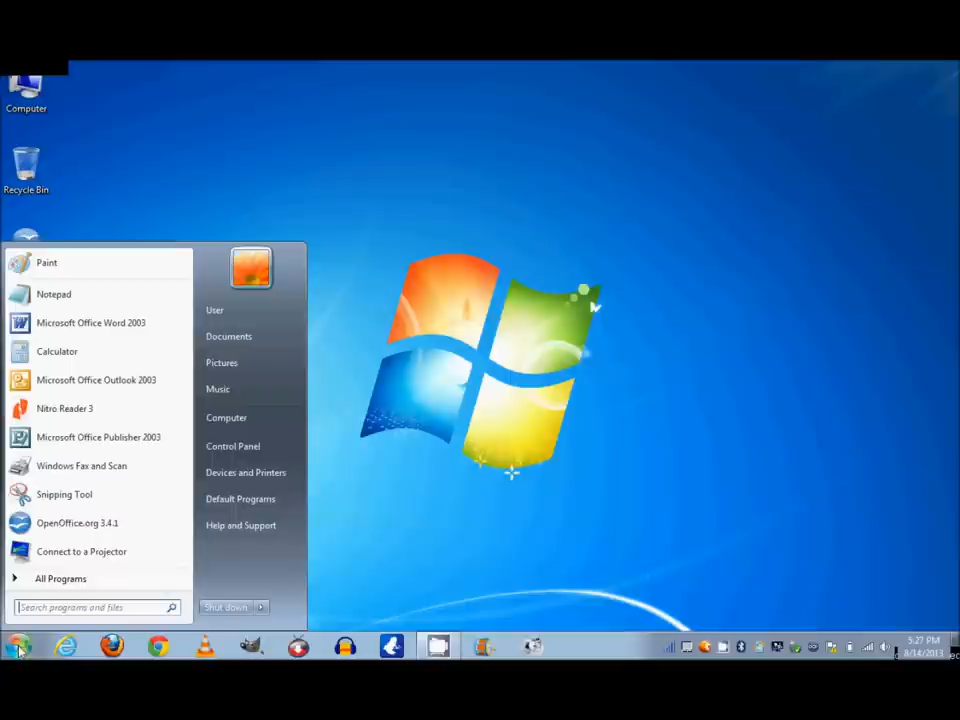 Computer
Recycle Bin
Paint
Notepad
Microsoft Office Word 2003
Calculator
Microsoft Office Outlook 2003
Nitro Reader 3
Microsoft Office Publisher 2003
Windows Fax and Scan
Snipping Tool
OpenOffice.org 3.4.1
Connect to a Projector
All Programs
Search programs and files
User
Documents
Pictures
Music
Computer
Control Panel
Devices and Printers
Default Programs
Help and Support
Shut down
5:27 PM
8/14/2013